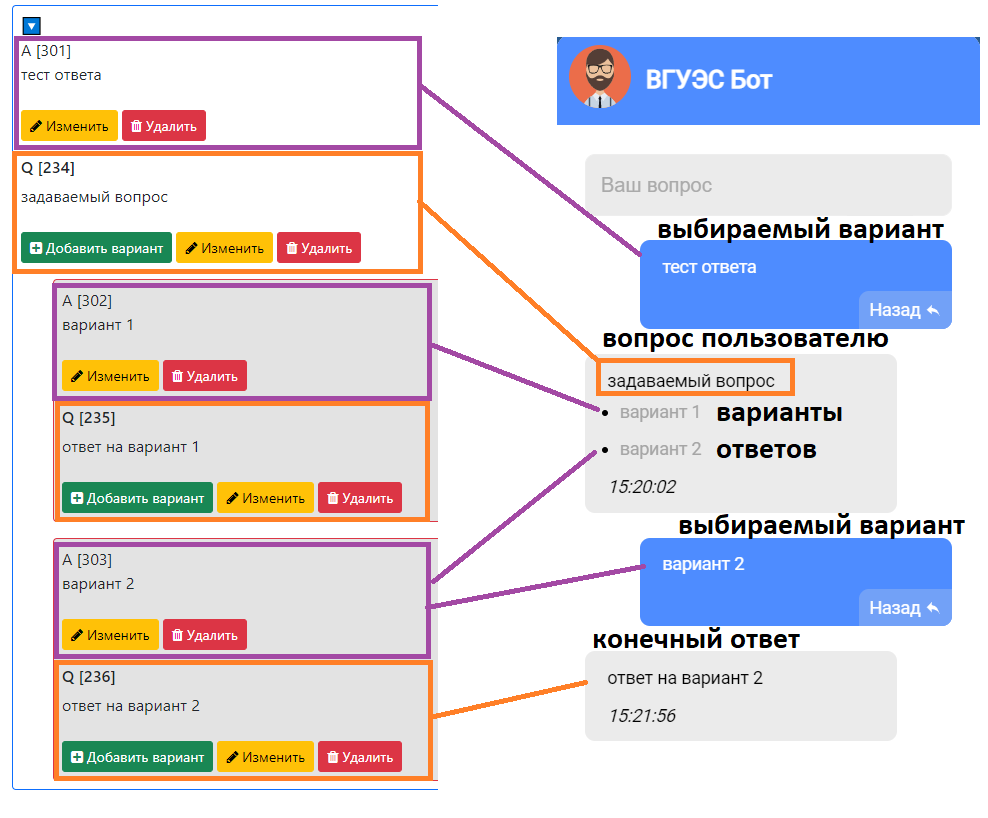 A [301]
тест ответа
Изменить Удалить
Q [234]
задаваемый вопрос
Добавить вариант Изменить Удалить
A [302]
вариант 1
Изменить Удалить
Q [235]
ответ на вариант 1
Добавить вариант Изменить Удалить
A [303]
вариант 2
Изменить Удалить
Q [236]
ответ на вариант 2
Добавить вариант Изменить Удалить
ВГУЭС Бот
Ваш вопрос
выбираемый вариант
тест ответа
Назад
вопрос пользователю
задаваемый вопрос
вариант 1 варианты
вариант 2 ответов
15:20:02
выбираемый вариант
вариант 2
Назад
конечный ответ
ответ на вариант 2
15:21:56